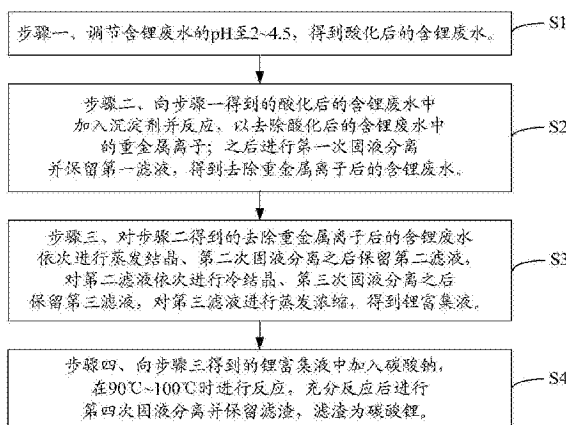 步骤一、调节含锂废水的pH至2~4.5，得到酸化后的含锂废水。
S1
步骤二、向步骤一得到的酸化后的含锂废水中
加入沉淀剂并反应，以去除酸化后的含锂废水中
的重金属离子；之后进行第一次固液分离
并保留第一滤液，得到去除重金属离子后的含锂废水。
S2
步骤三、对步骤二得到的去除重金属离子后的含锂废水
依次进行蒸发结晶、第二次固液分离之后保留第二滤液，
对第二滤液依次进行冷结晶、第三次固液分离之后
保留第三滤液，对第三滤液进行蒸发浓缩，得到锂富集液。
S3
步骤四、向步骤三得到的锂富集液中加入碳酸钠，
在90℃~100℃时进行反应，充分反应后进行
第四次固液分离并保留滤渣，滤渣为碳酸锂。
S4